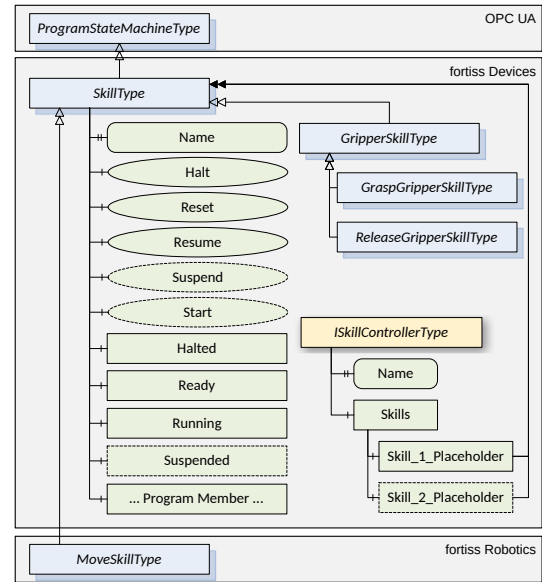 OPC UA
ProgramStateMachineType
fortiss Devices
SkillType
Name
Halt
Reset
Resume
Suspend
Start
Halted
Ready
Running
Suspended
... Program Member ...
GripperSkillType
GraspGripperSkillType
ReleaseGripperSkillType
ISkillControllerType
Name
Skills
Skill_1_Placeholder
Skill_2_Placeholder
fortiss Robotics
MoveSkillType